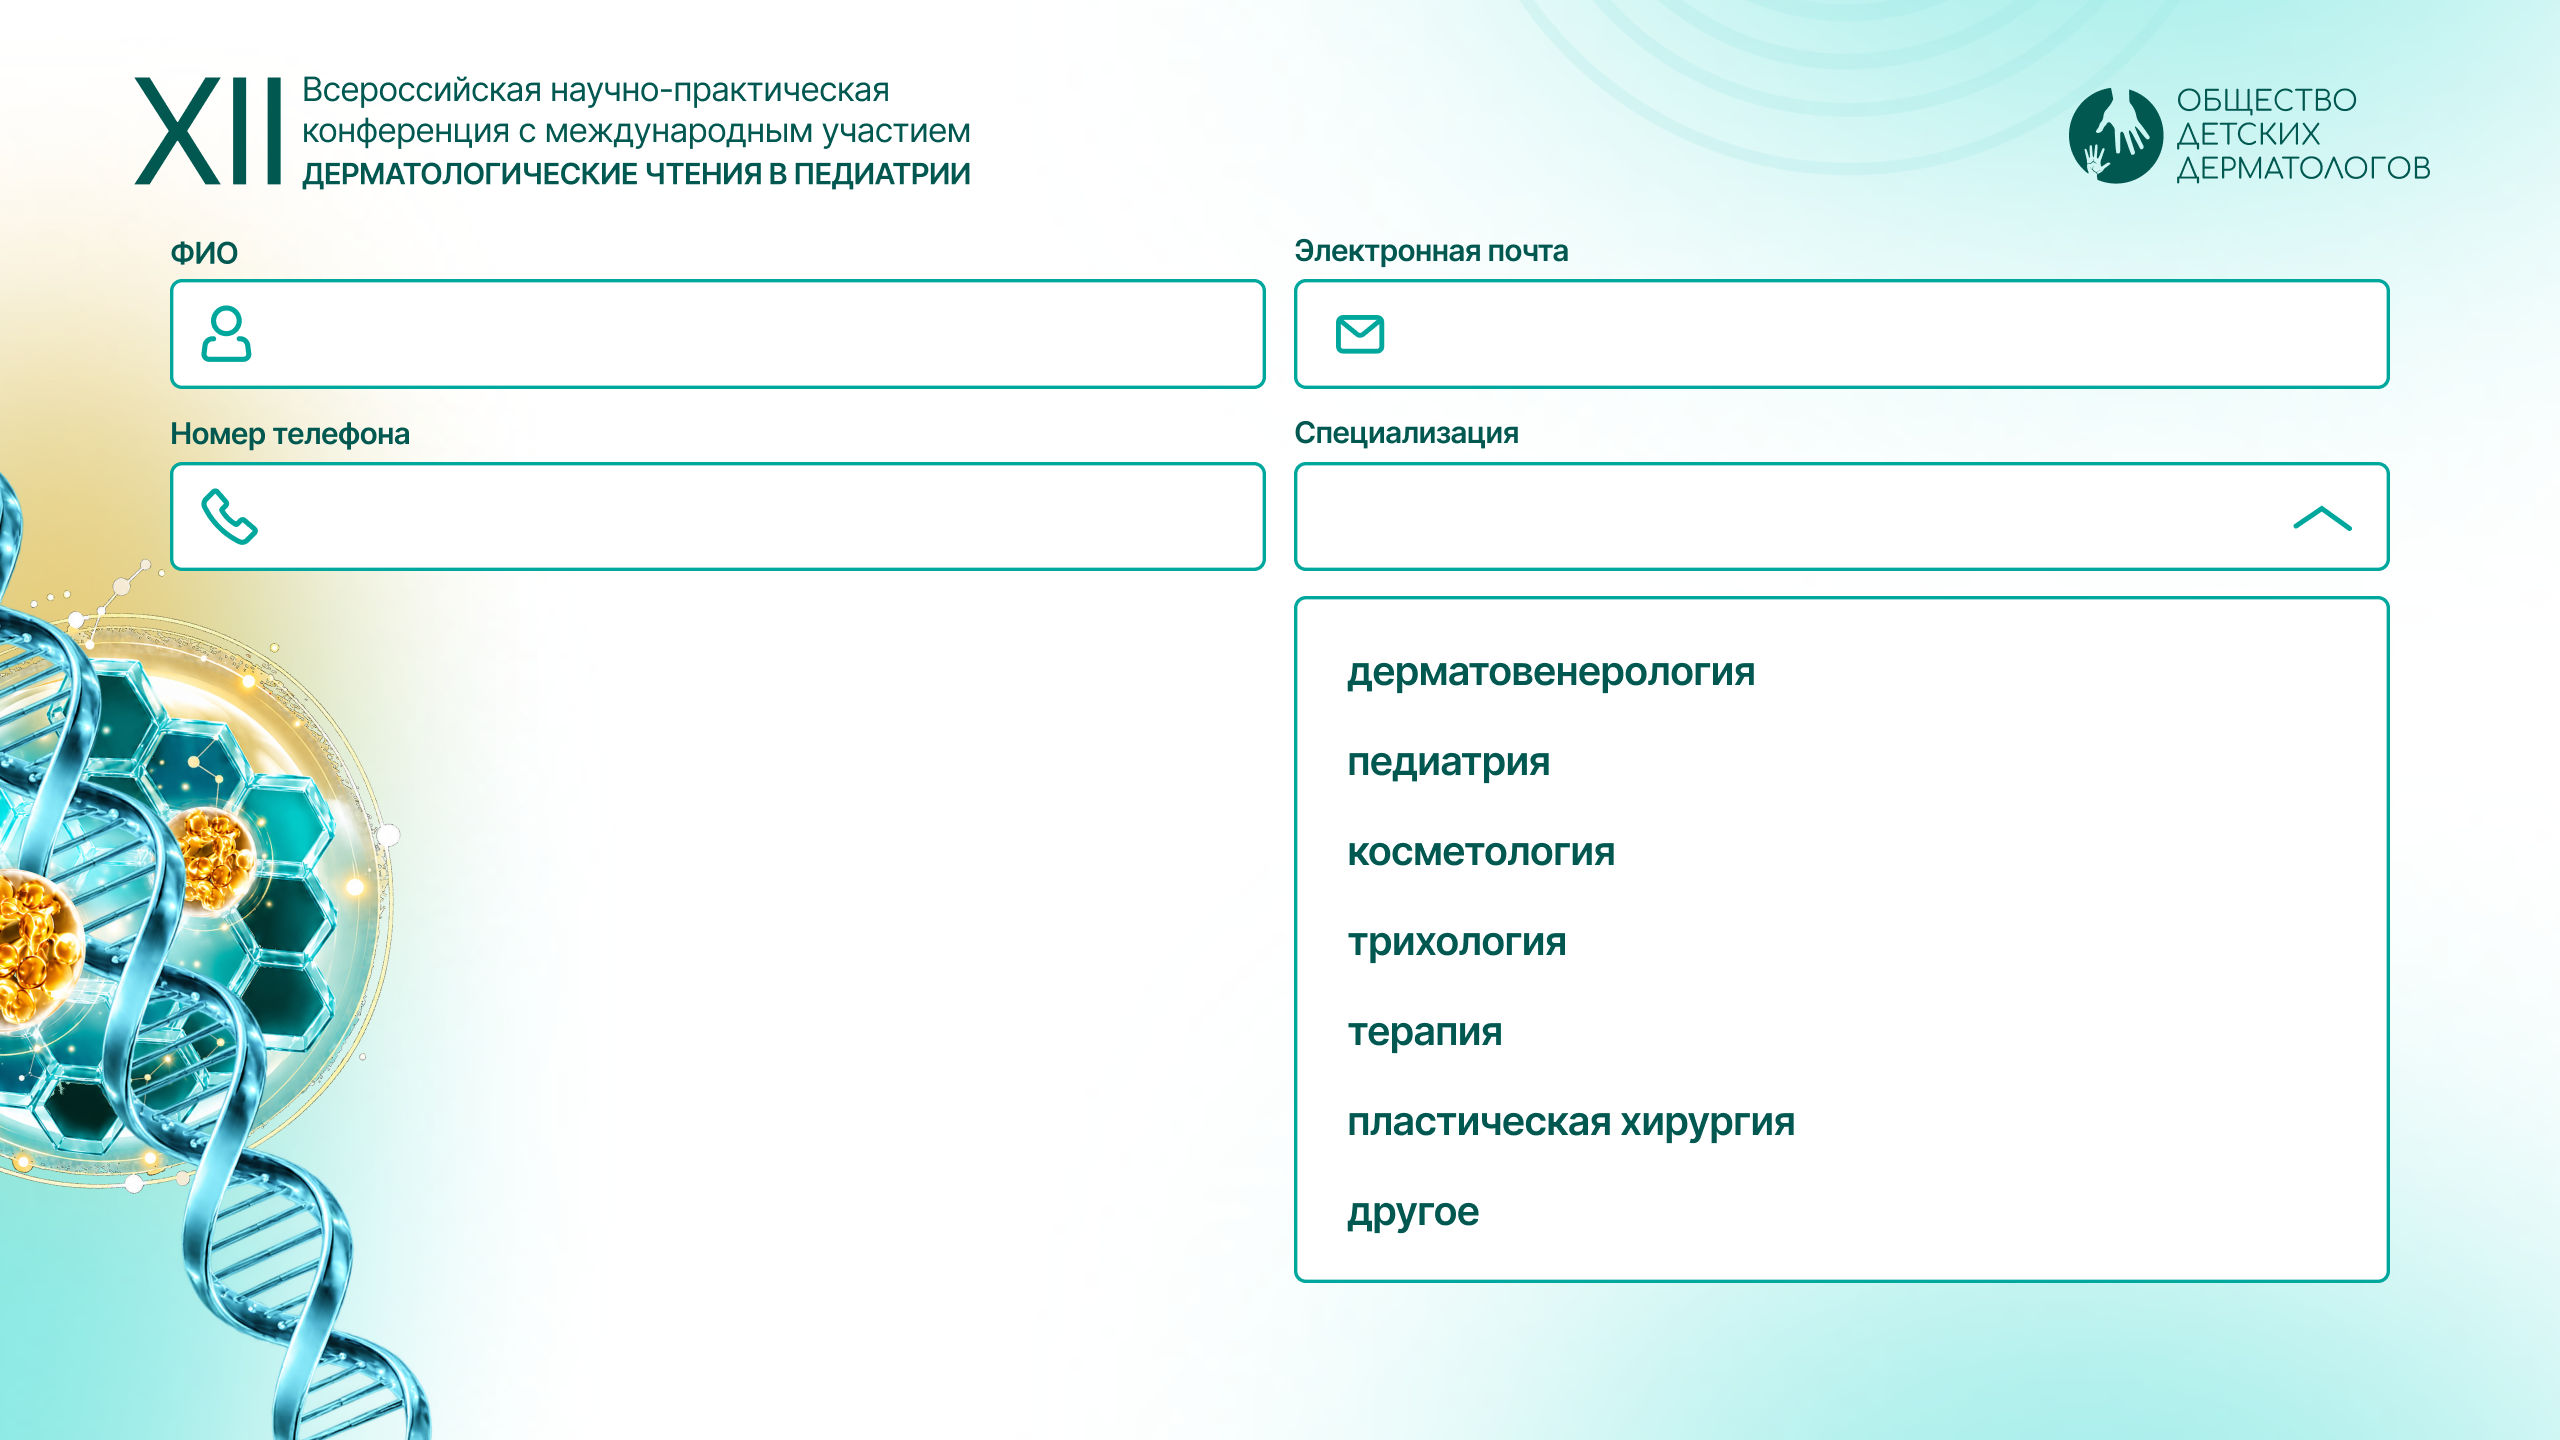 XII
Всероссийская научно-практическая
конференция с международным участием
ДЕРМАТОЛОГИЧЕСКИЕ ЧТЕНИЯ В ПЕДИАТРИИ
ОБЩЕСТВО
ДЕТСКИХ
ДЕРМАТОЛОГОВ
ФИО
Электронная почта
Номер телефона
Специализация
дерматовенерология
педиатрия
косметология
трихология
терапия
пластическая хирургия
другое